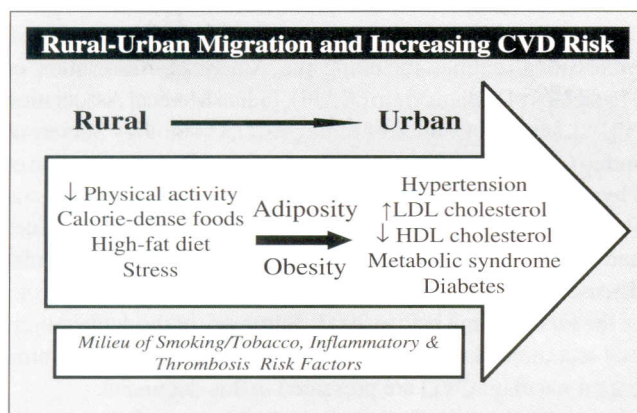 Rural-Urban Migration and Increasing CVD Risk
Rural Urban
↓ Physical activity
Calorie-dense foods
High-fat diet
Stress
Adiposity
Obesity
Hypertension
↑LDL cholesterol
↓ HDL cholesterol
Metabolic syndrome
Diabetes
Milieu of Smoking/Tobacco, Inflammatory &
Thrombosis Risk Factors